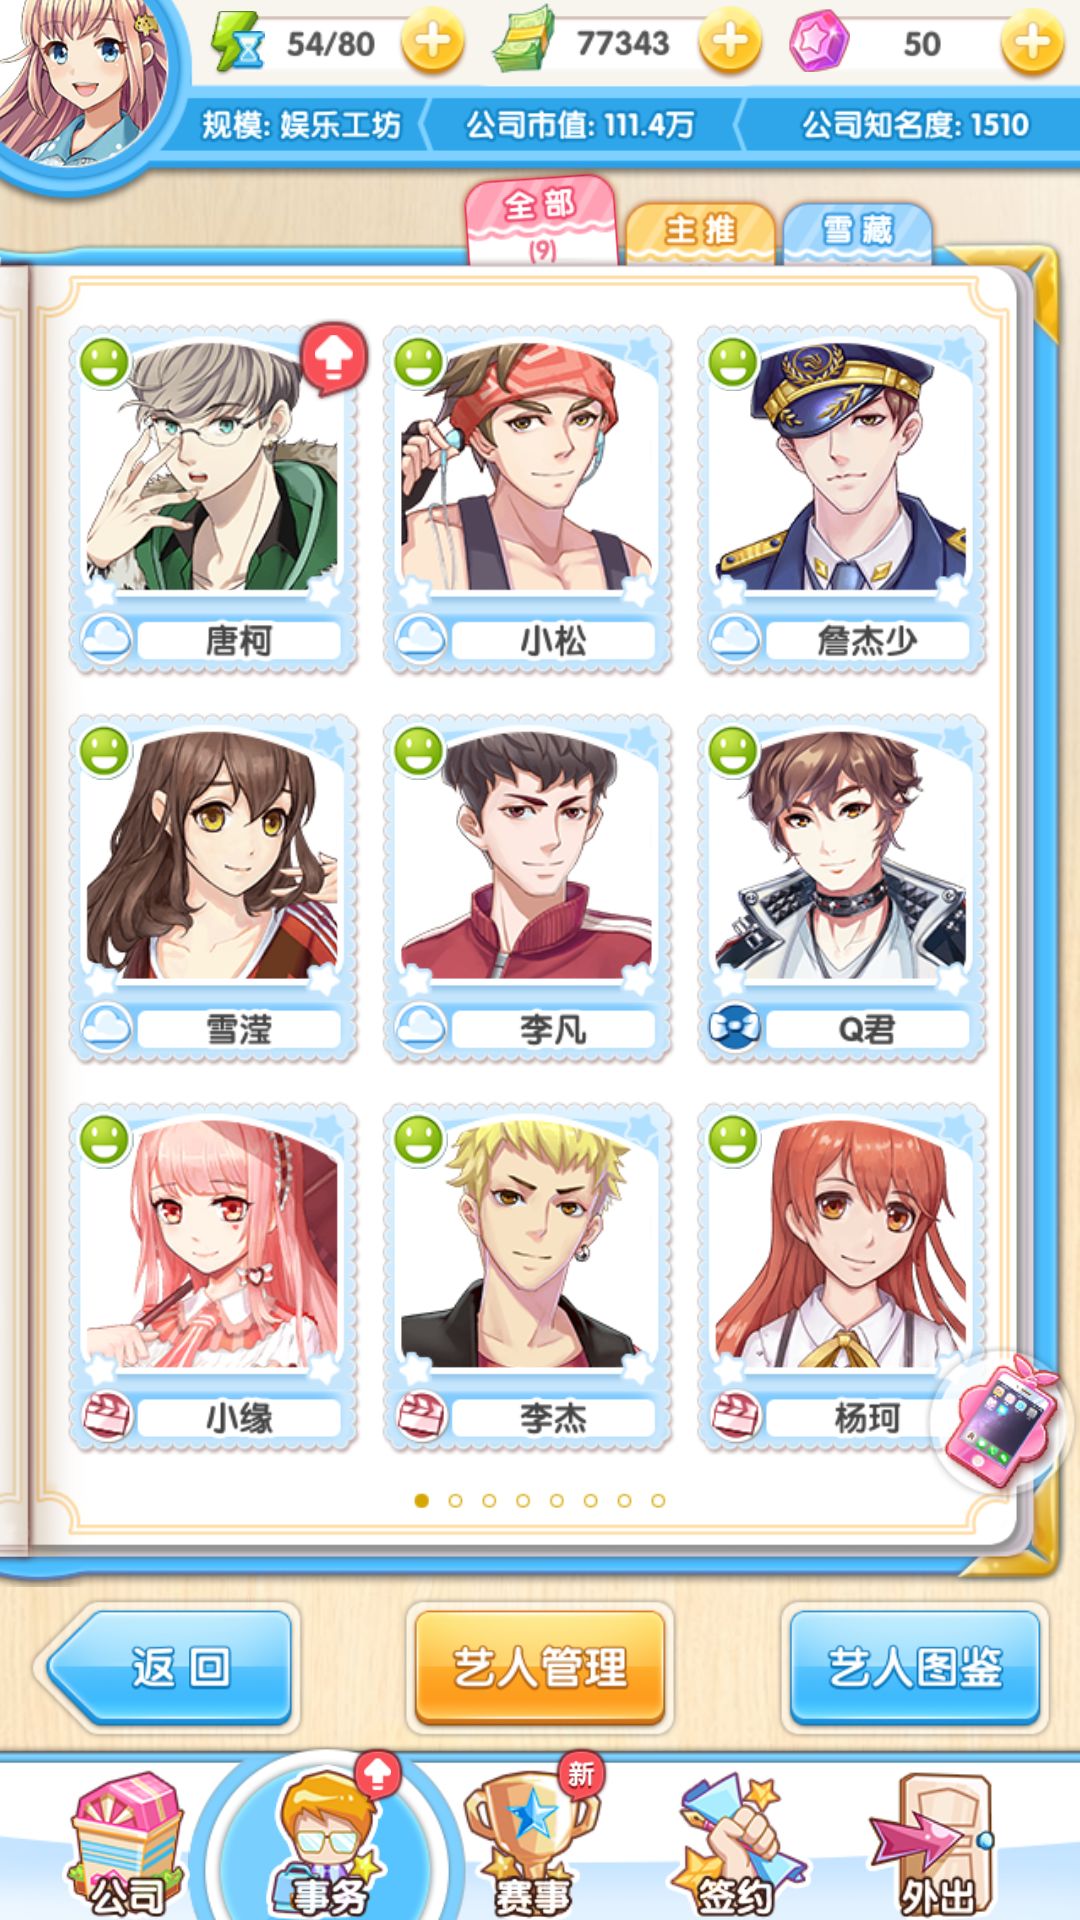 54/80
77343
50
规模: 娱乐工坊
公司市值: 111.4万
公司知名度: 1510
全部
(9)
主推
雪藏
唐柯
小松
詹杰少
雪滢
李凡
Q君
小缘
李杰
杨珂
返回
艺人管理
艺人图鉴
新
公司
事务
赛事
签约
外出